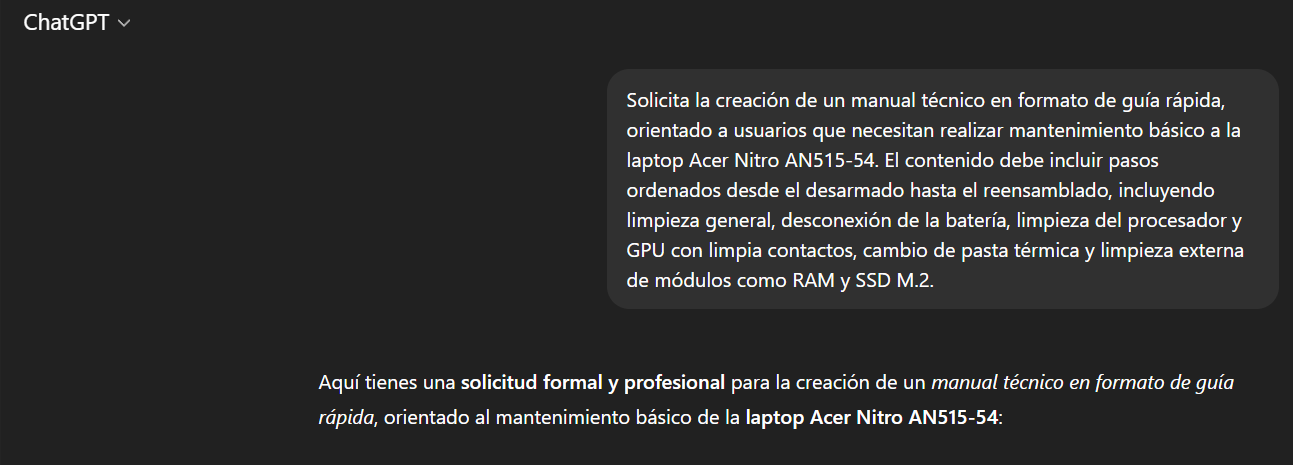 ChatGPT
Solicita la creación de un manual técnico en formato de guía rápida,
orientado a usuarios que necesitan realizar mantenimiento básico a la
laptop Acer Nitro AN515-54. El contenido debe incluir pasos
ordenados desde el desarmado hasta el reensamblado, incluyendo
limpieza general, desconexión de la batería, limpieza del procesador y
GPU con limpia contactos, cambio de pasta térmica y limpieza externa
de módulos como RAM y SSD M.2.
Aquí tienes una solicitud formal y profesional para la creación de un manual técnico en formato de guía
rápida, orientado al mantenimiento básico de la laptop Acer Nitro AN515-54: